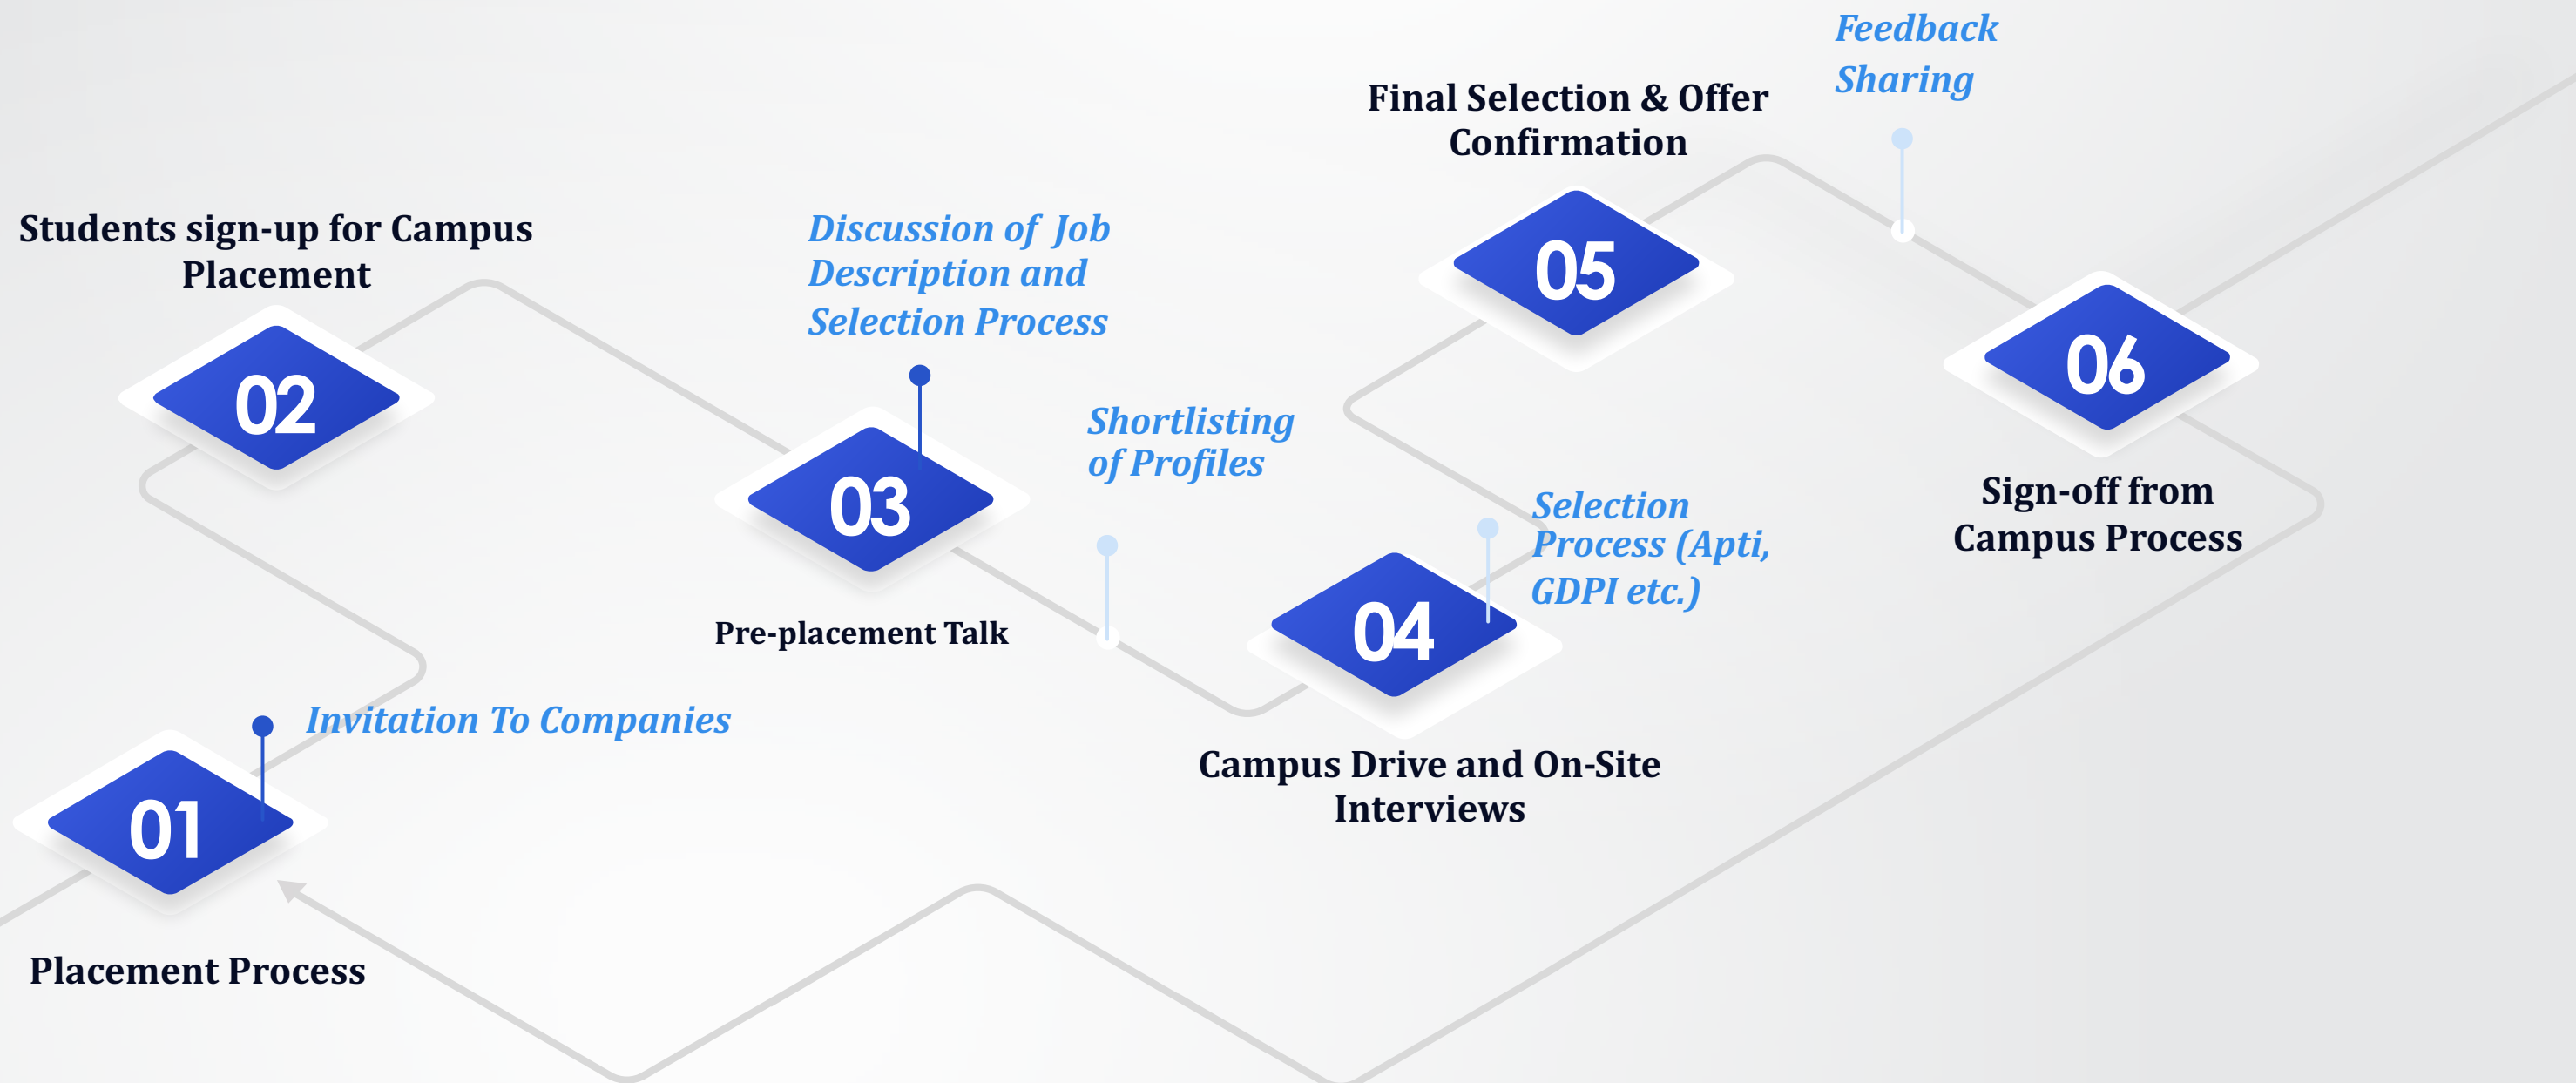 Feedback
Sharing
Final Selection & Offer
Confirmation
Students sign-up for Campus
Placement
Discussion of Job
Description and
Selection Process
05
06
02
Shortlisting
of Profiles
03
Selection
Process (Apti,
GDPI etc.)
Sign-off from
Campus Process
04
Pre-placement Talk
Invitation To Companies
Campus Drive and On-Site
Interviews
01
Placement Process